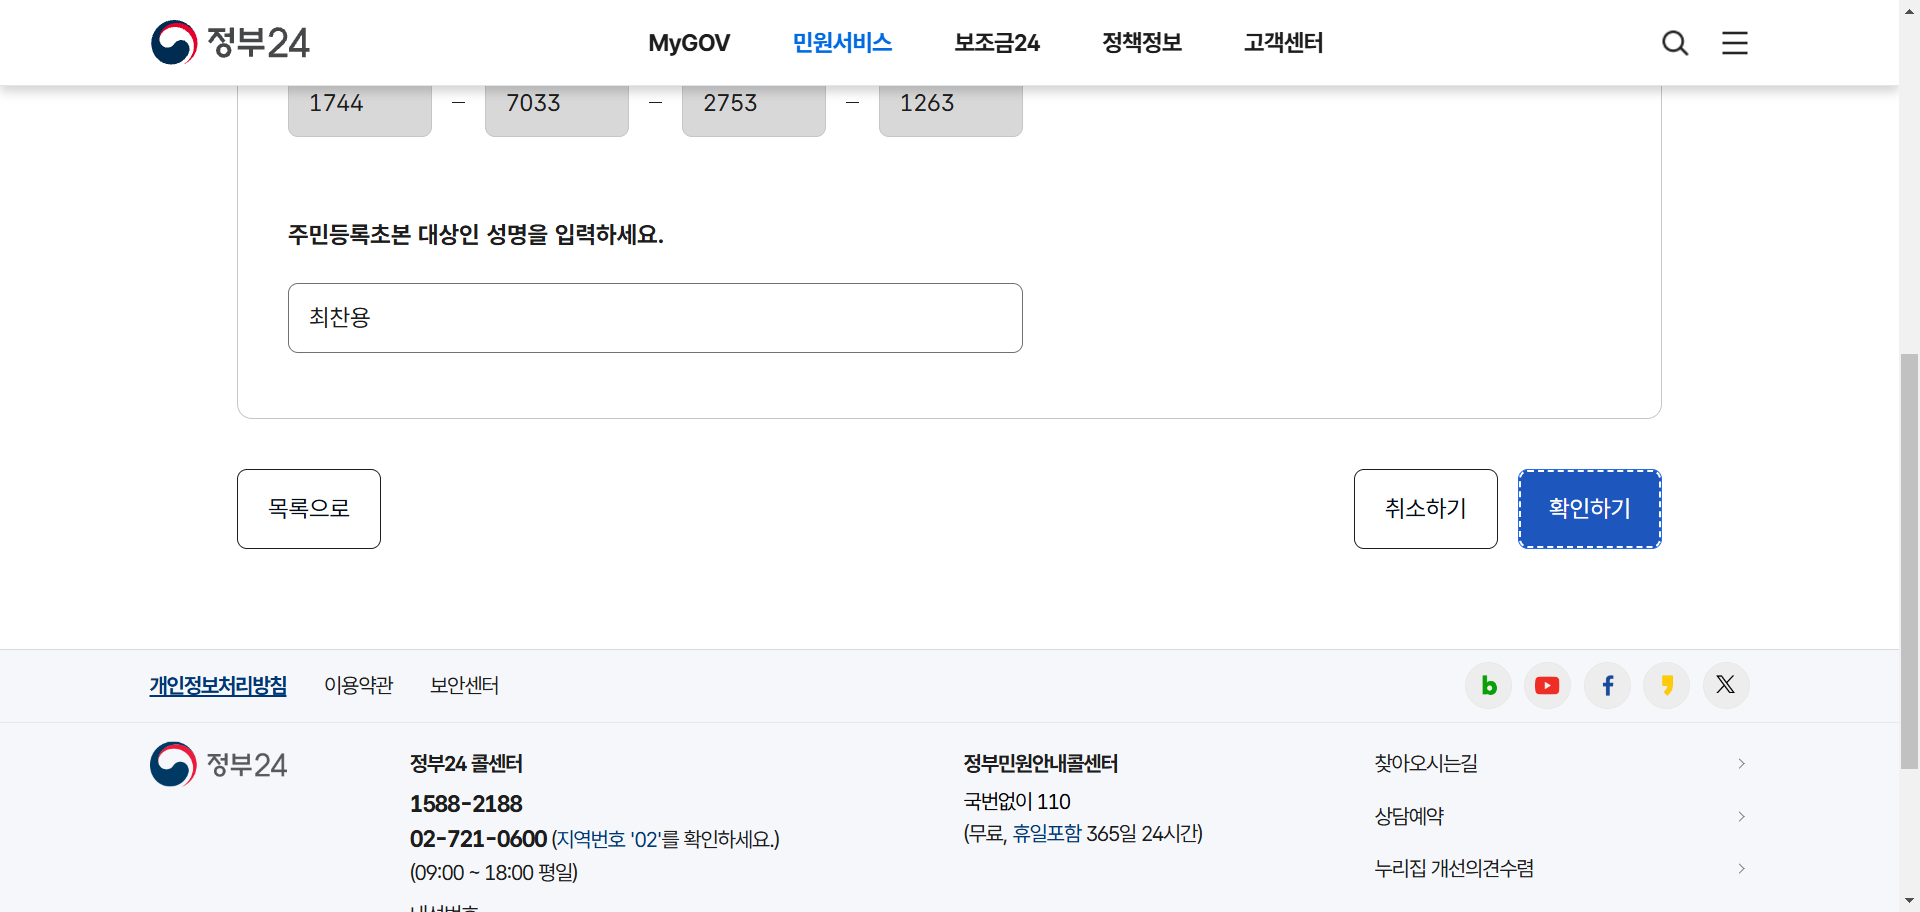 정부24
MyGOV 민원서비스 보조금24 정책정보 고객센터
1744 – 7033 – 2753 – 1263
주민등록초본 대상인 성명을 입력하세요.
최찬용
목록으로 취소하기 확인하기
개인정보처리방침 이용약관 보안센터
정부24
정부24 콜센터
1588-2188
02-721-0600 (지역번호 '02'를 확인하세요.)
(09:00 ~ 18:00 평일)
정부민원안내콜센터
국번없이 110
(무료, 휴일포함 365일 24시간)
찾아오시는길
상담예약
누리집 개선의견수렴